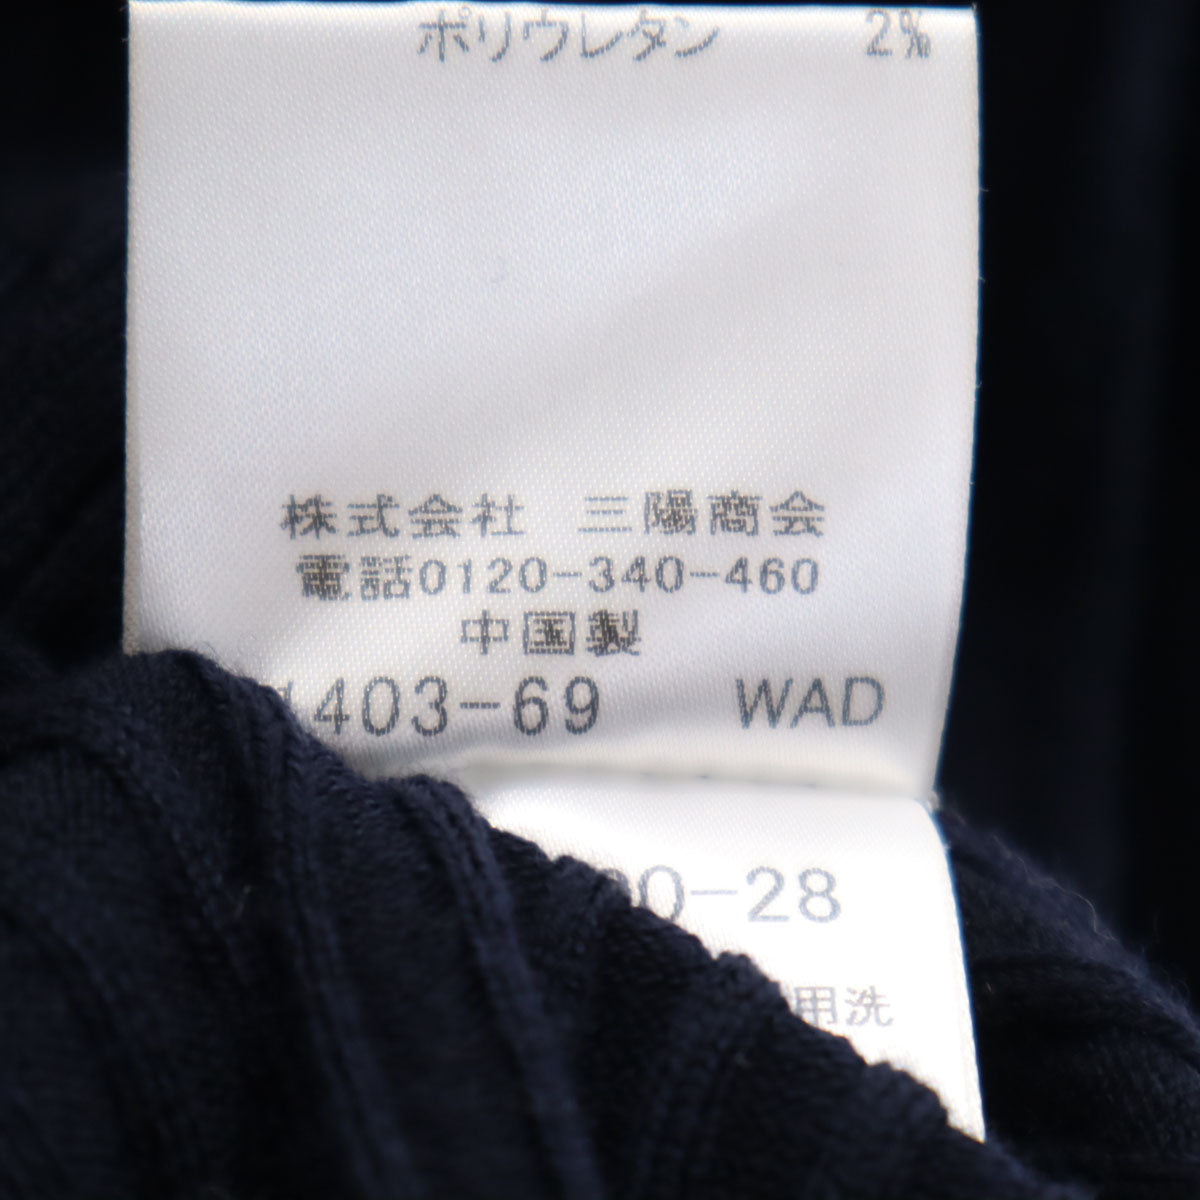 ポリウレタン 2%
株式会社 三陽商会
電話0120-340-460
中国製
1403-69 WAD
0-28
用洗